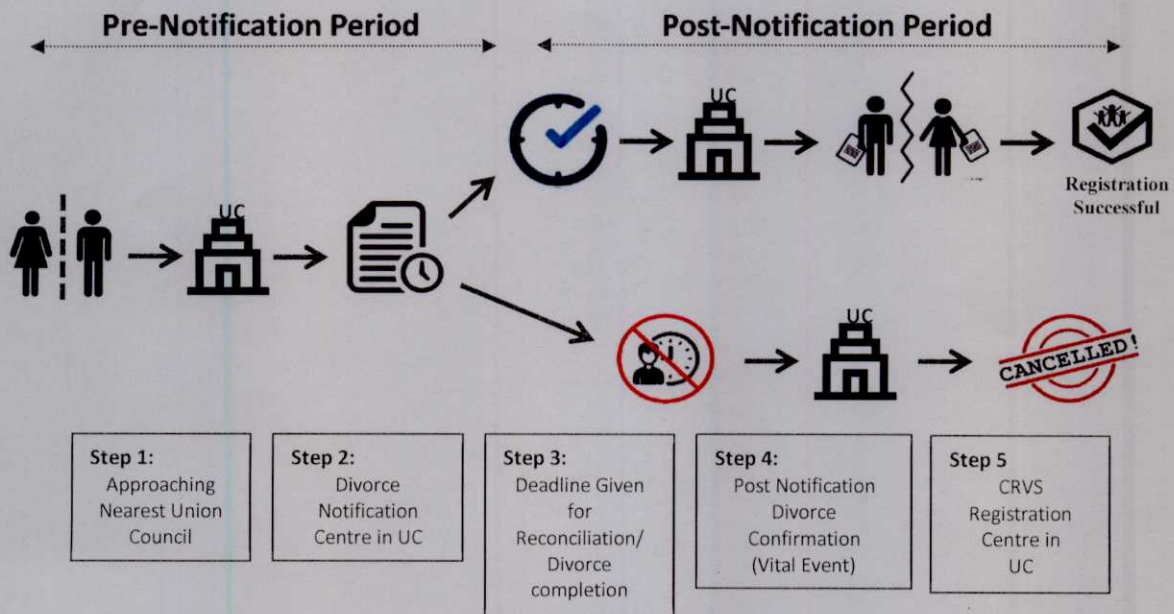 Pre-Notification Period
Post-Notification Period
UC
Registration
Successful
UC
UC
CANCELLED!
Step 1:
Approaching
Nearest Union
Council
Step 2:
Divorce
Notification
Centre in UC
Step 3:
Deadline Given
for
Reconciliation/
Divorce
completion
Step 4:
Post Notification
Divorce
Confirmation
(Vital Event)
Step 5
CRVS
Registration
Centre in
UC